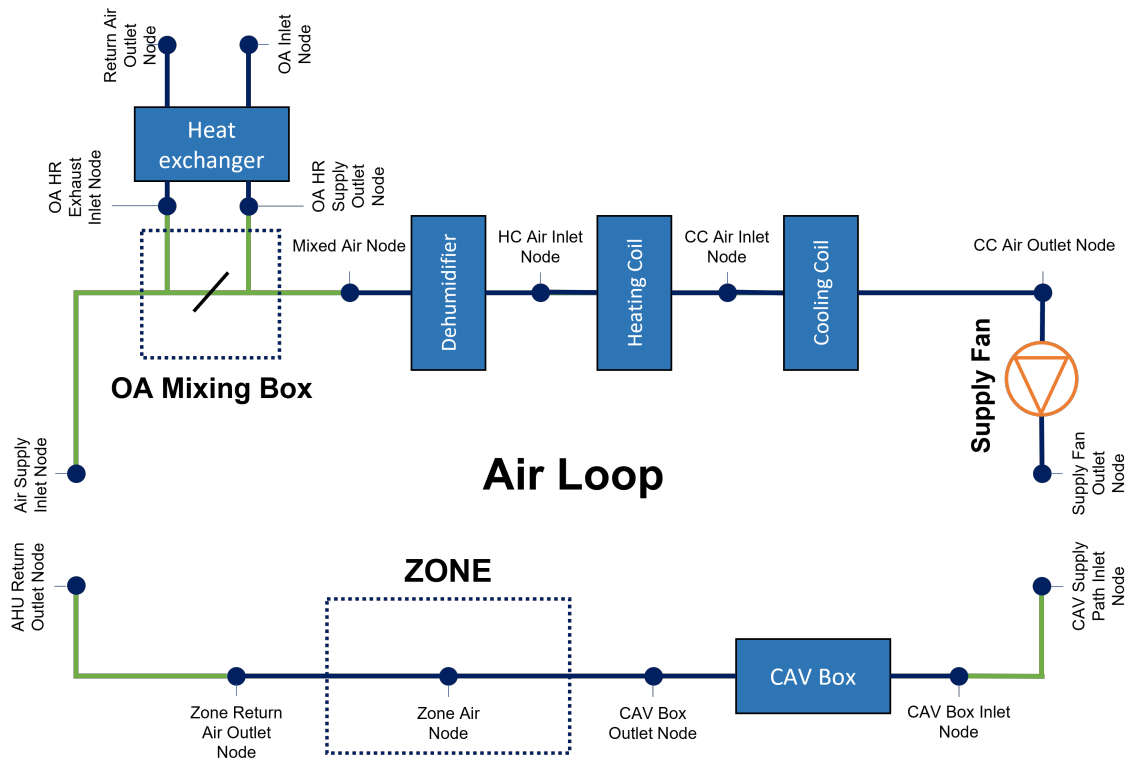 Return Air
Outlet
Node
OA Inlet
Node
Heat
exchanger
OA HR
Exhaust
Inlet Node
OA HR
Supply
Outlet
Node
Mixed Air Node
Dehumidifier
HC Air Inlet
Node
Heating Coil
CC Air Inlet
Node
Cooling Coil
CC Air Outlet Node
OA Mixing Box
Supply Fan
Air Supply
Inlet Node
Air Loop
Supply Fan
Outlet
Node
AHU Return
Outlet Node
ZONE
CAV Supply
Path Inlet
Node
CAV Box
Zone Return
Air Outlet
Node
Zone Air
Node
CAV Box
Outlet Node
CAV Box Inlet
Node